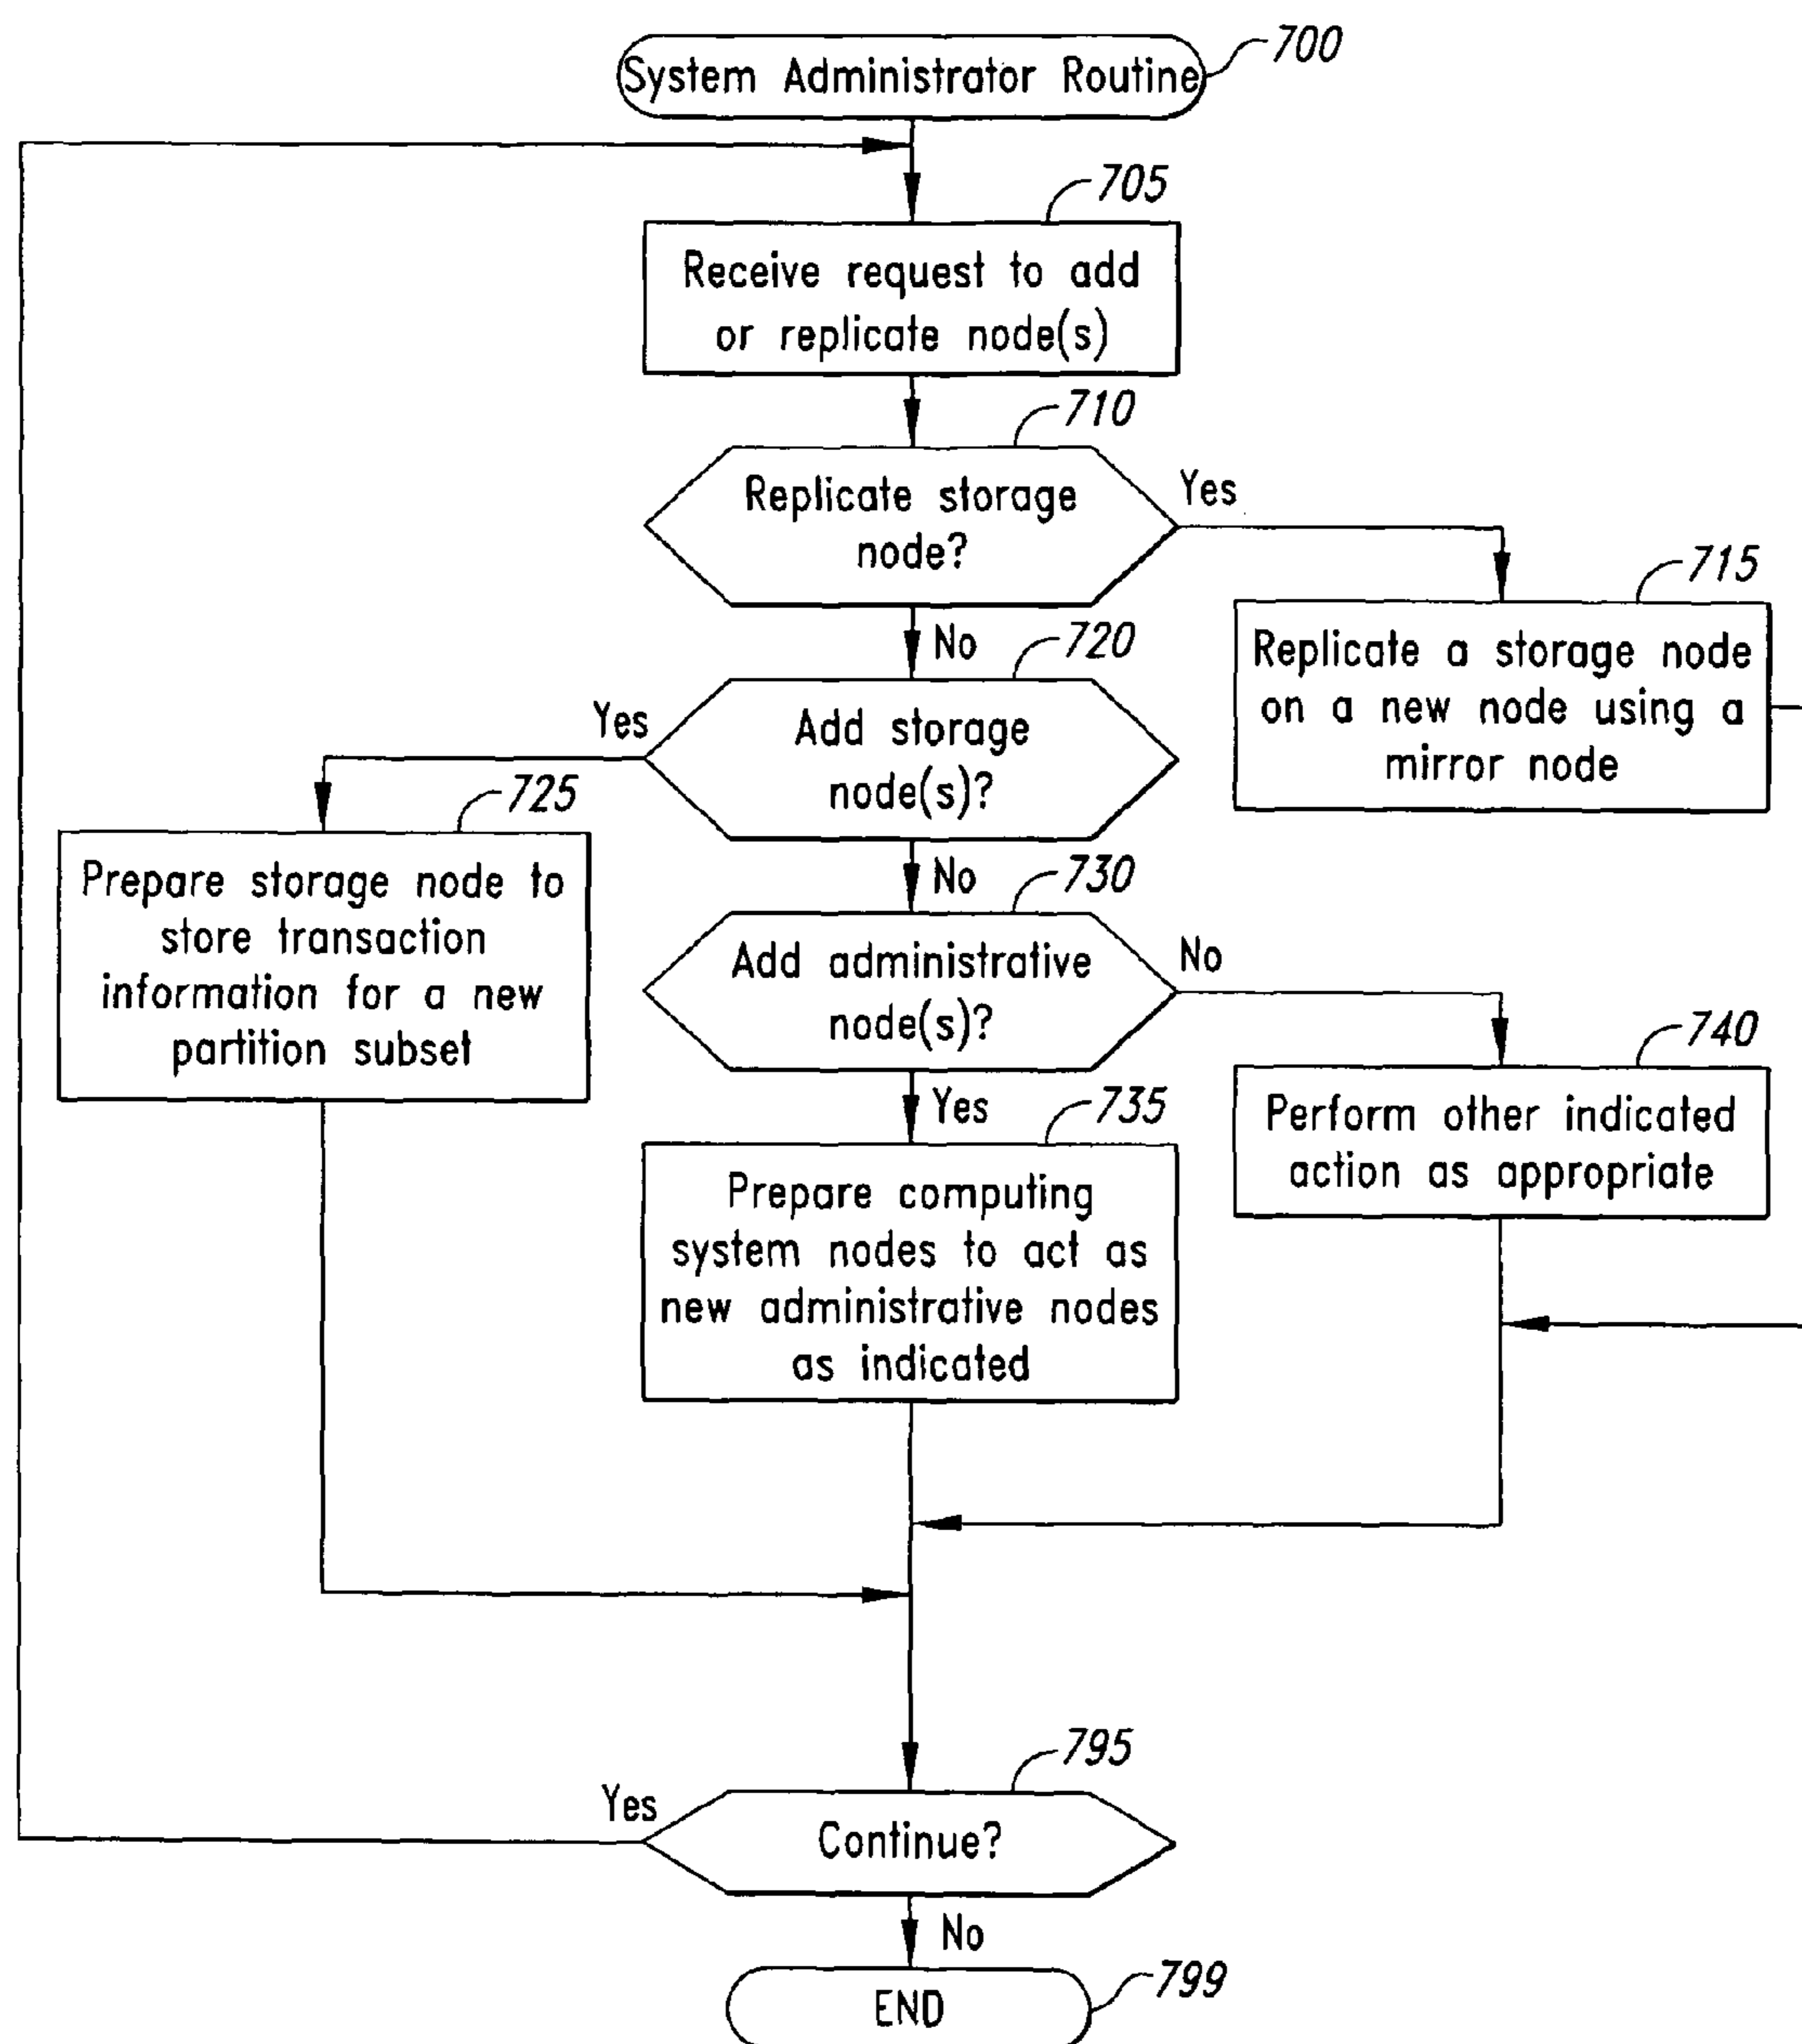 System Administrator Routine
700
705
Receive request to add
or replicate node(s)
710
Replicate storage
node?
Yes
No
715
Replicate a storage node
on a new node using a
mirror node
720
Add storage
node(s)?
Yes
No
725
Prepare storage node to
store transaction
information for a new
partition subset
730
Add administrative
node(s)?
No
Yes
735
Prepare computing
system nodes to act as
new administrative nodes
as indicated
740
Perform other indicated
action as appropriate
795
Continue?
Yes
No
END
799